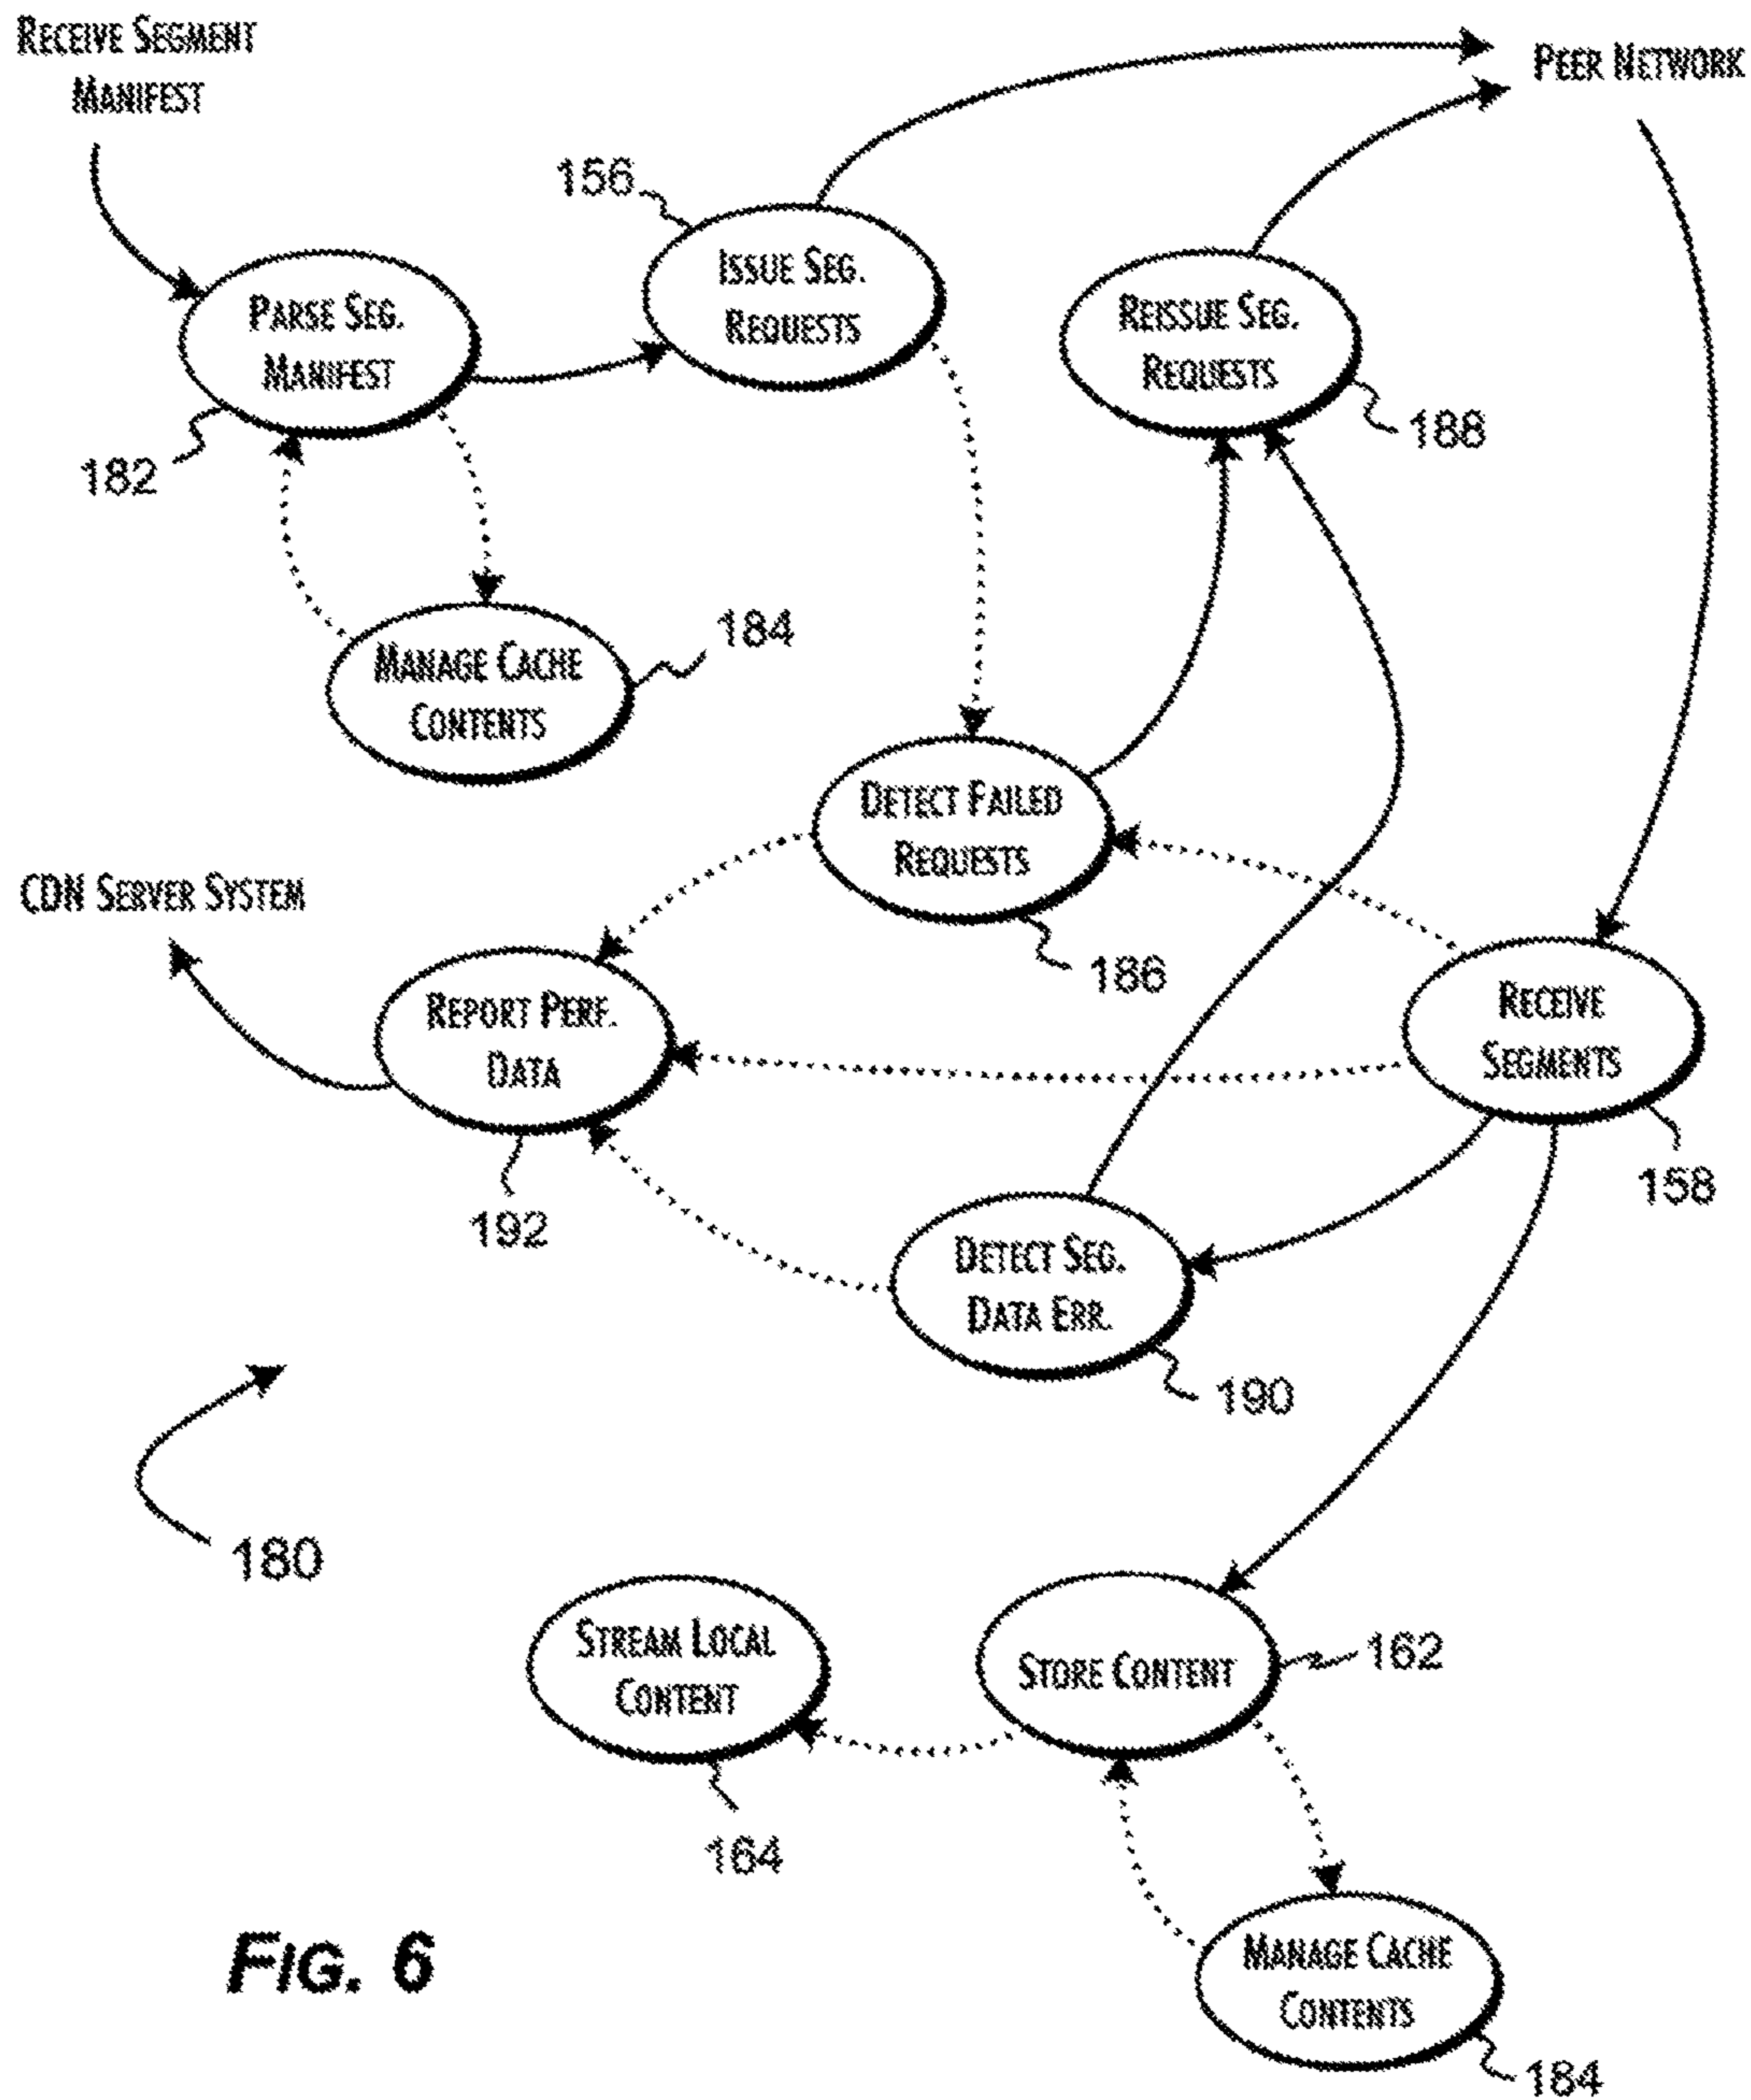 RECEIVE SEGMENT
MANIFEST
PEER NETWORK
156
ISSUE SEG.
REQUESTS
PARSE SEG.
MANIFEST
REISSUE SEG.
REQUESTS
182
188
184
MANAGE CACHE
CONTENTS
DETECT FAILED
REQUESTS
CDN SERVER SYSTEM
186
REPORT PERF.
DATA
RECEIVE
SEGMENTS
158
192
DETECT SEG.
DATA ERR.
190
180
STREAM LOCAL
CONTENT
STORE CONTENT
162
164
MANAGE CACHE
CONTENTS
184
FIG. 6